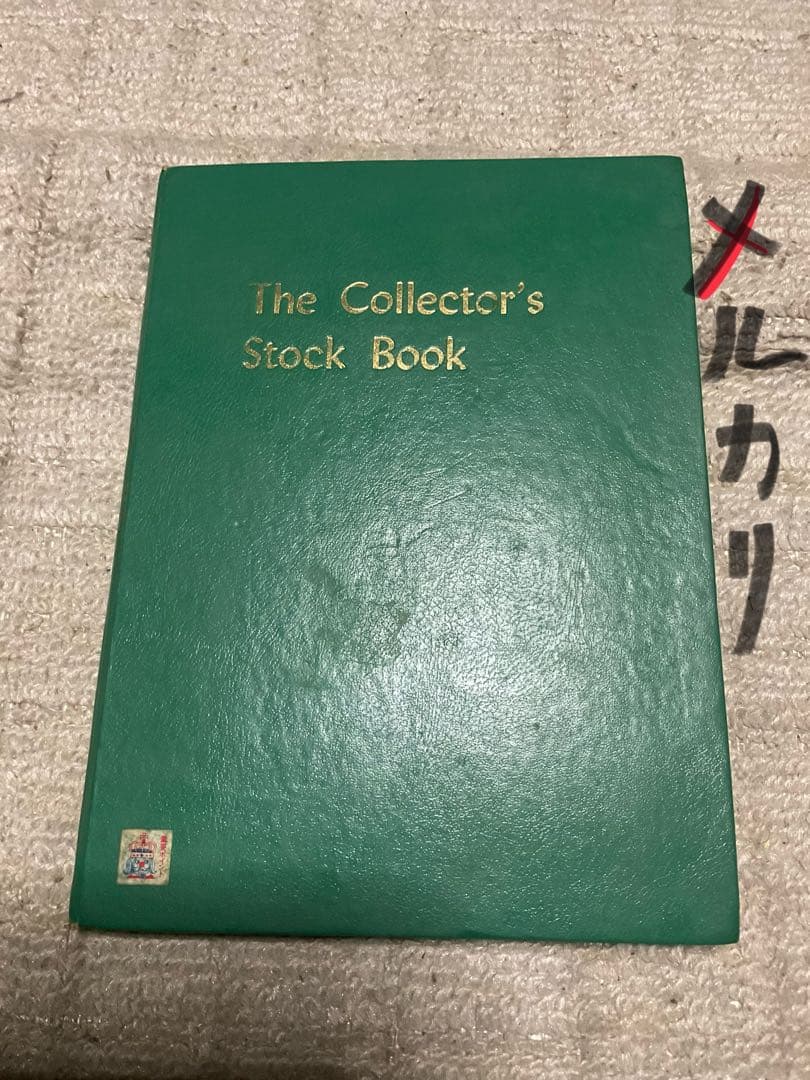 The Collector's
Stock Book
メルカリ